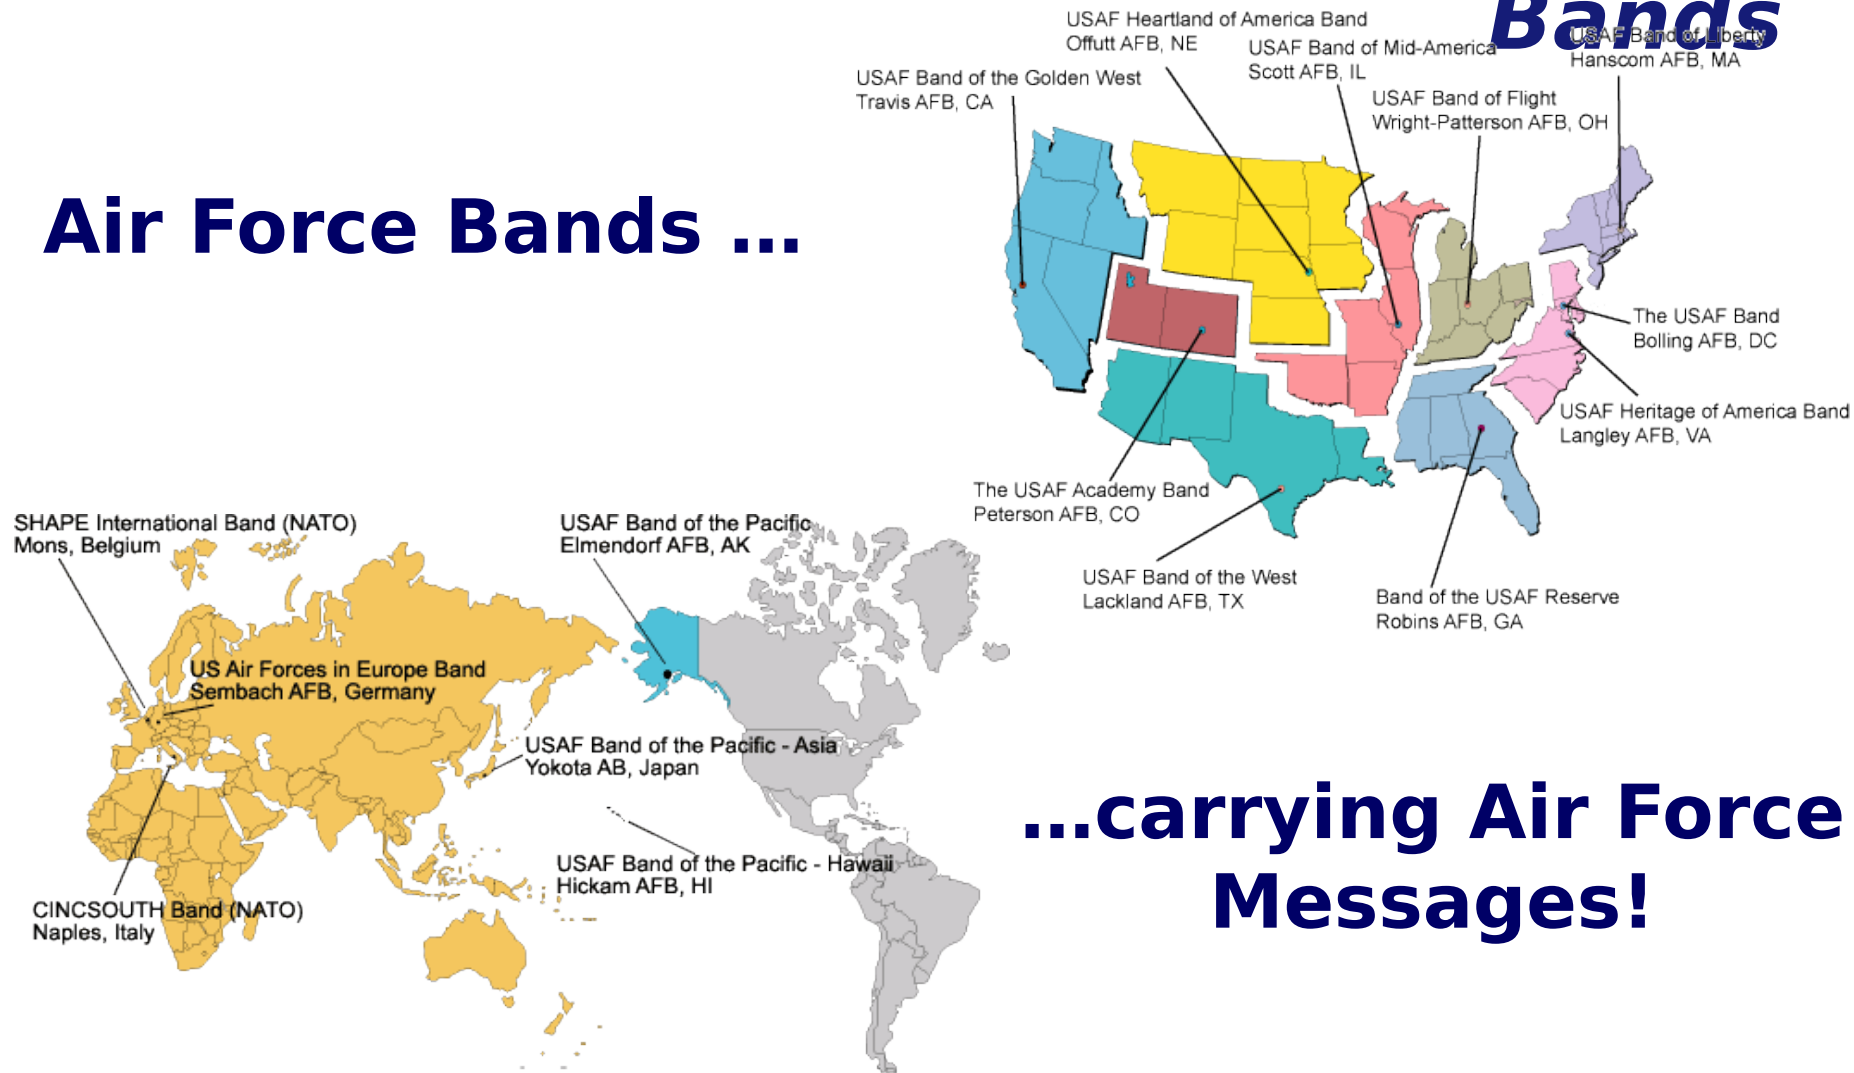 Bands
USAF Heartland of America Band
Offutt AFB, NE
USAF Band of Mid-America
Scott AFB, IL
USAF Band of Liberty
Hanscom AFB, MA
USAF Band of the Golden West
Travis AFB, CA
USAF Band of Flight
Wright-Patterson AFB, OH
Air Force Bands ...
The USAF Band
Bolling AFB, DC
USAF Heritage of America Band
Langley AFB, VA
The USAF Academy Band
Peterson AFB, CO
USAF Band of the West
Lackland AFB, TX
Band of the USAF Reserve
Robins AFB, GA
SHAPE International Band (NATO)
Mons, Belgium
USAF Band of the Pacific
Elmendorf AFB, AK
US Air Forces in Europe Band
Sembach AFB, Germany
USAF Band of the Pacific - Asia
Yokota AB, Japan
USAF Band of the Pacific - Hawaii
Hickam AFB, HI
CINCSOUTH Band (NATO)
Naples, Italy
...carrying Air Force
Messages!